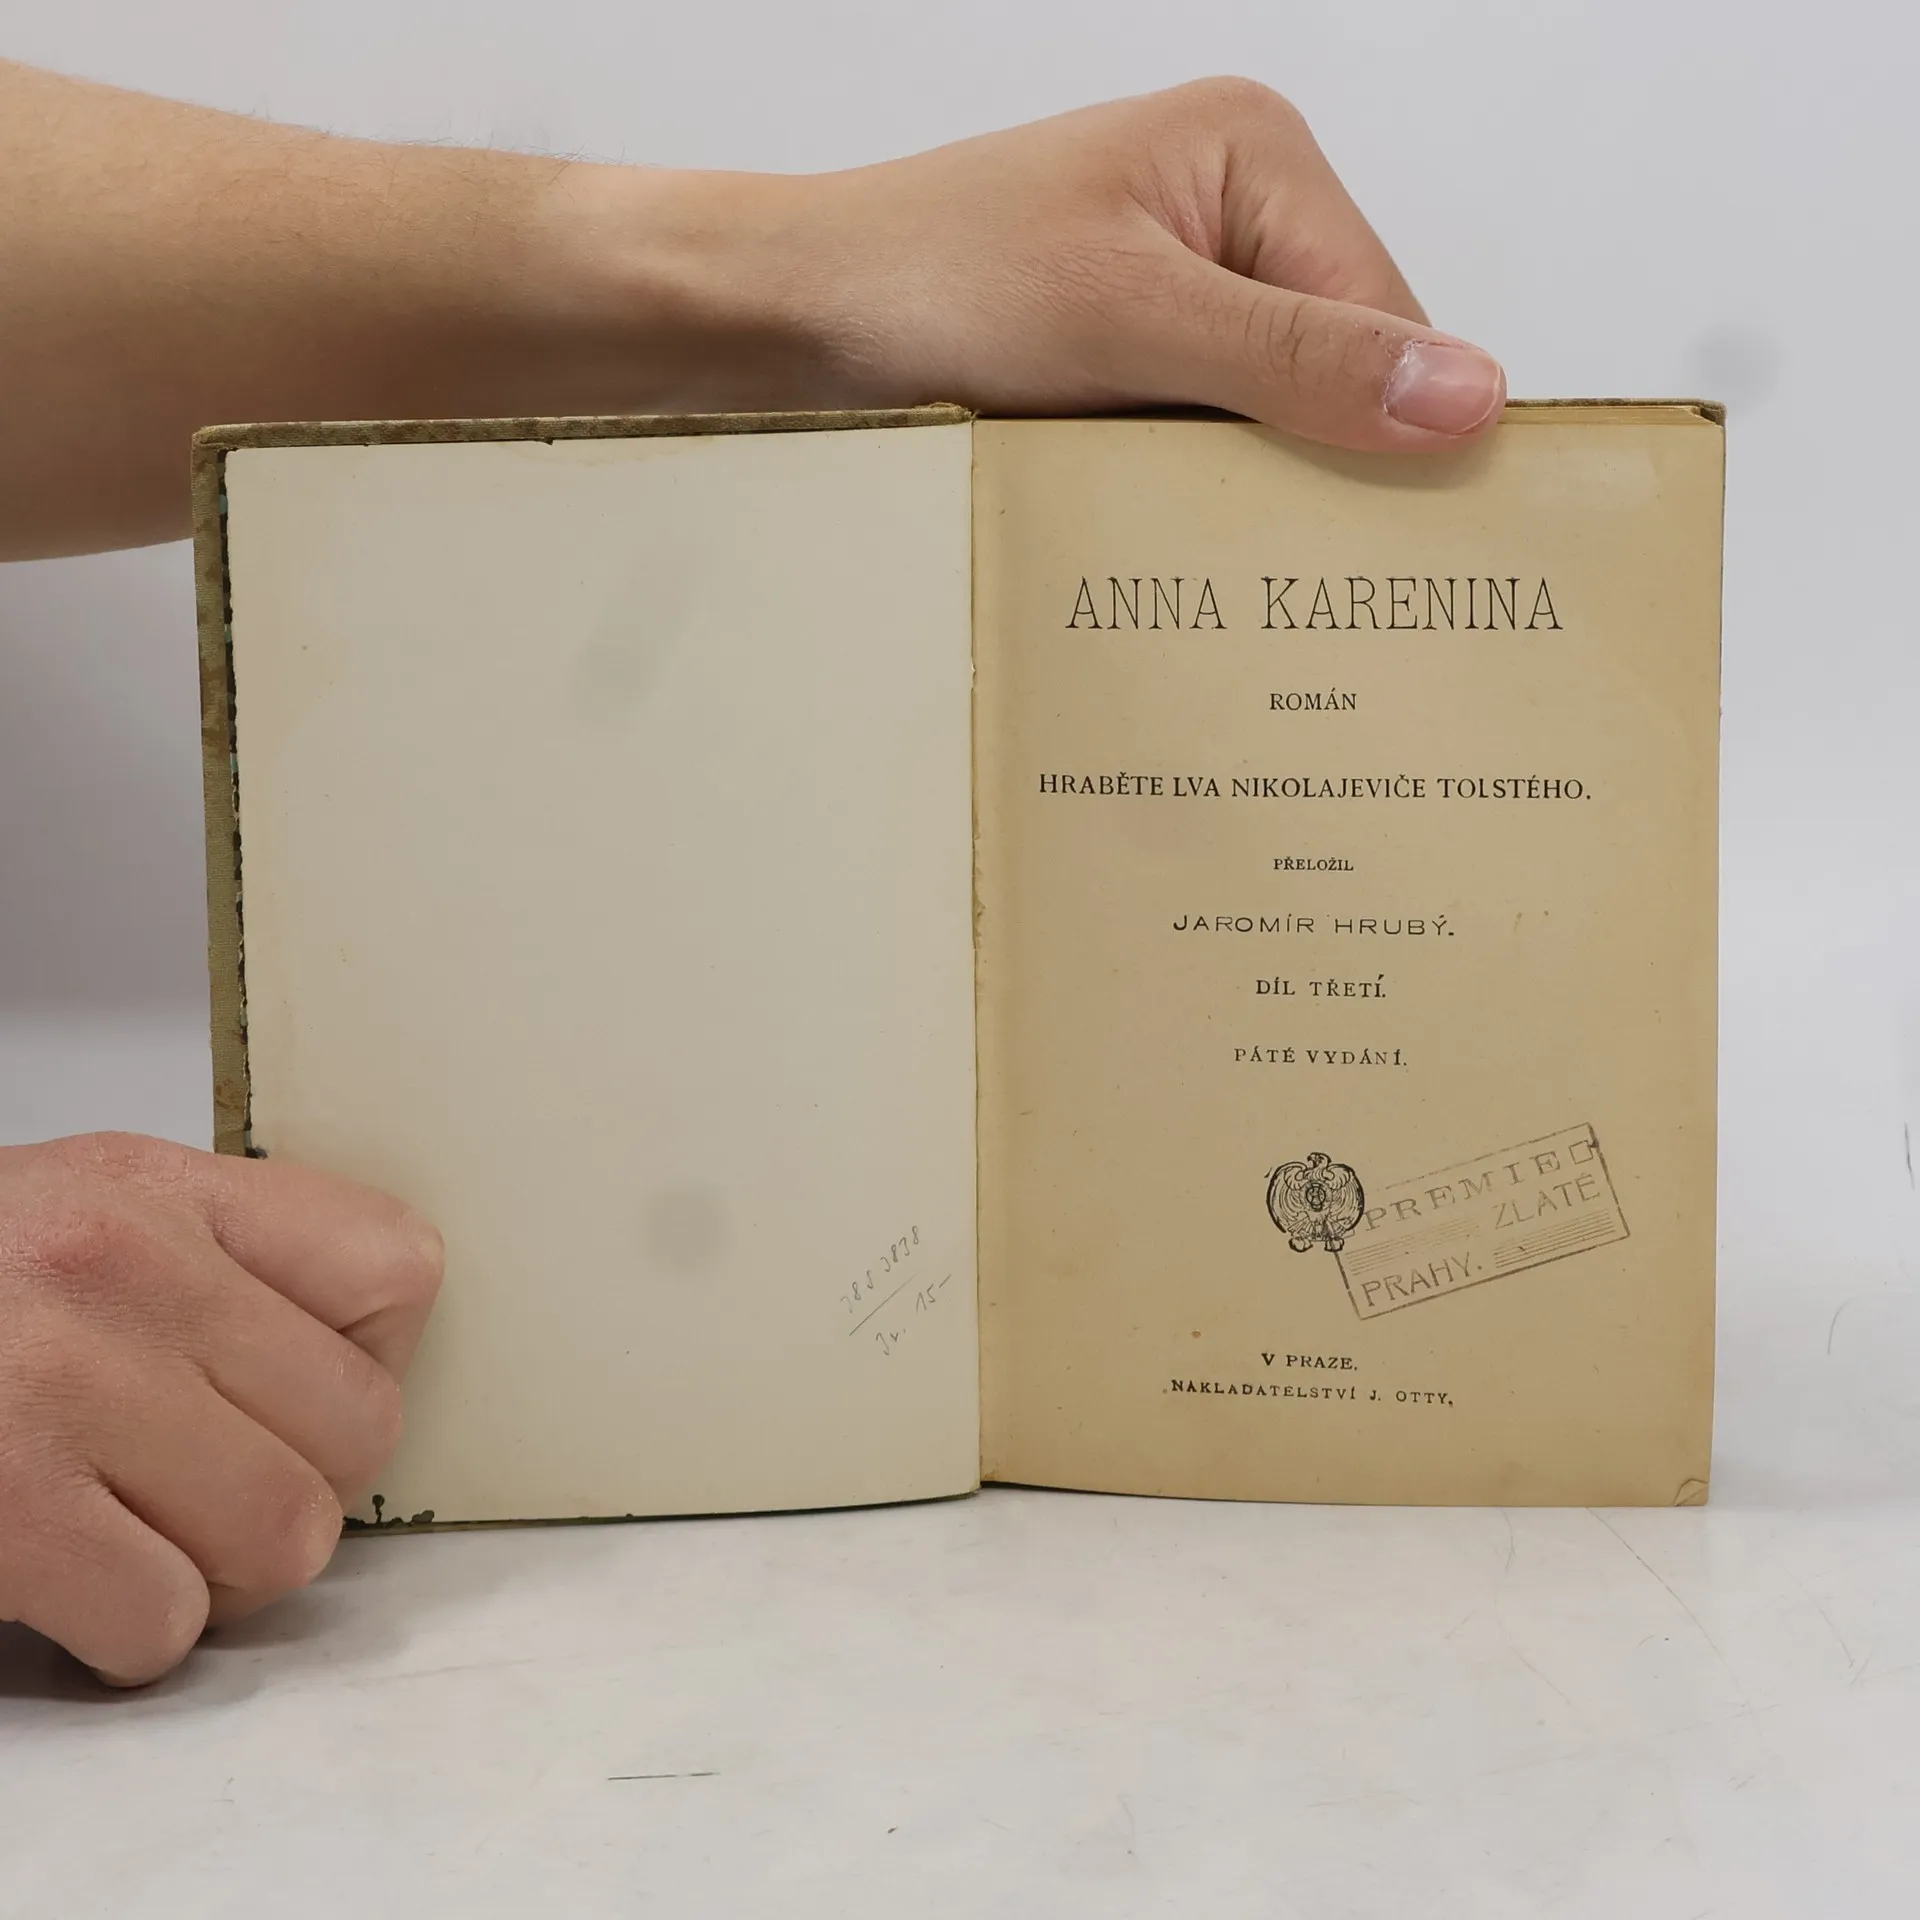 15-
ANNA KARENINA
ROMÁN
HRABĚTE LVA NIKOLAJEVIČE TOLSTÉHO.
PŘELOŽIL
JAROMÍR HRUBÝ.
DÍL TŘETÍ.
PÁTÉ VYDÁNÍ.
PREMIE
ZLATÉ
PRAHY.
V PRAZE.
NAKLADATELSTVÍ J. OTTY.